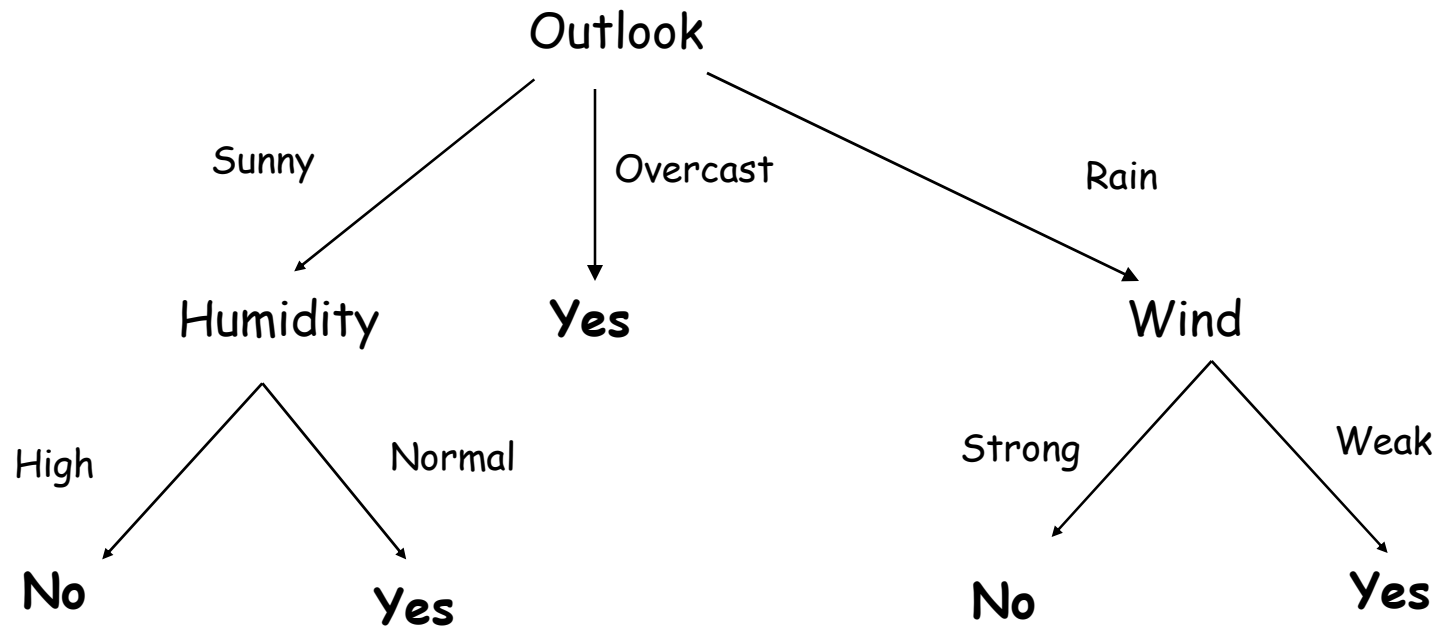 Outlook
Sunny
Overcast
Rain
Humidity
Yes
Wind
High
Normal
Strong
Weak
No
Yes
No
Yes